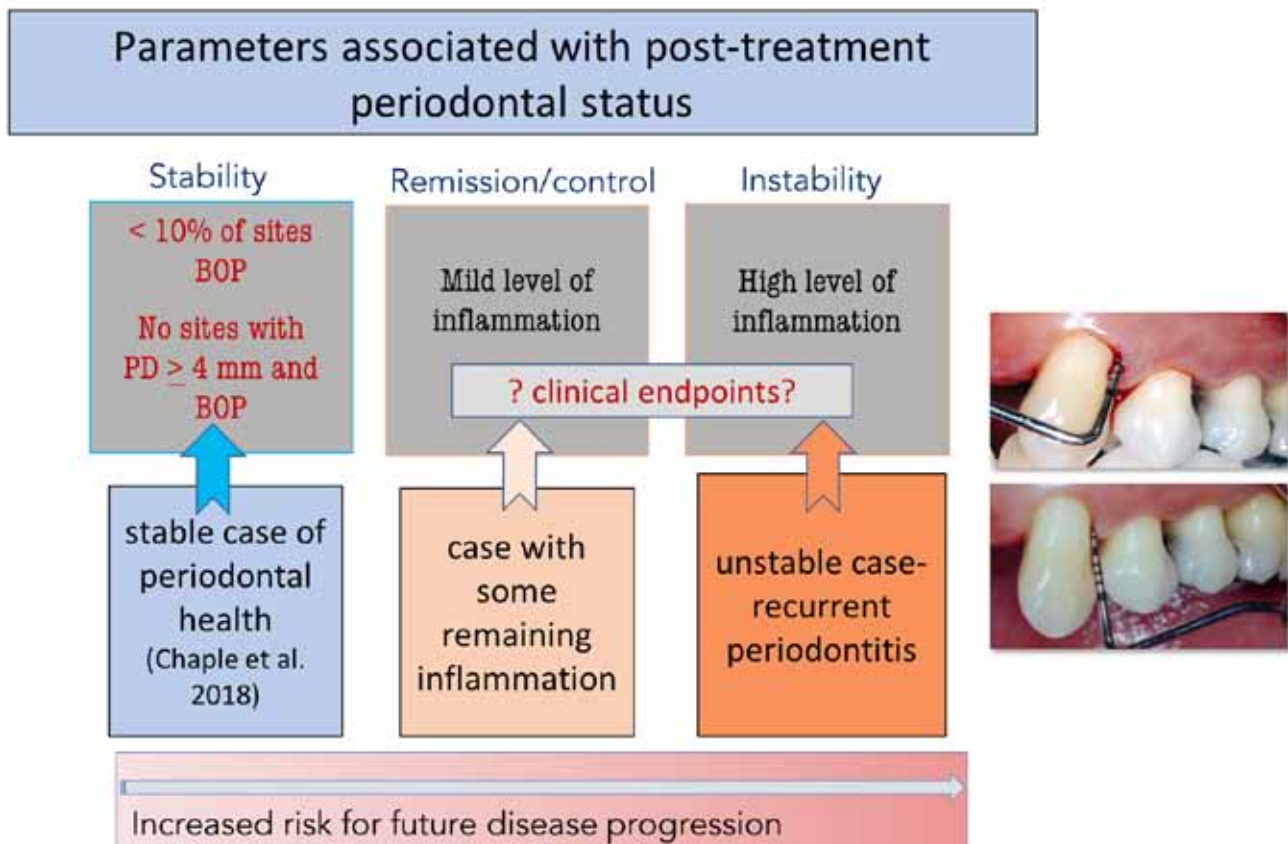 Parameters associated with post-treatment
periodontal status
Stability
< 10% of sites
BOP
No sites with
PD ≥ 4 mm and
BOP
stable case of
periodontal
health
(Chaple et al.
2018)
Remission/control
Mild level of
inflammation
Instability
High level of
inflammation
? clinical endpoints?
case with
some
remaining
inflammation
unstable case-
recurrent
periodontitis
Increased risk for future disease progression